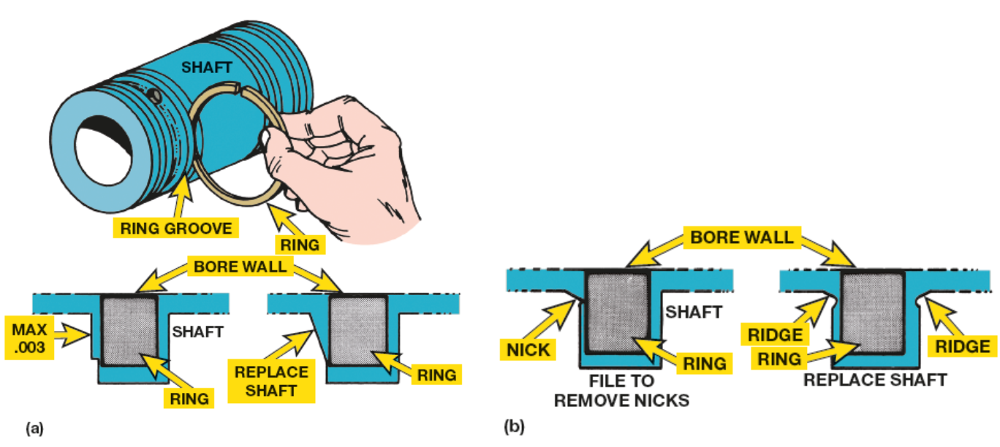 SHAFT
RING GROOVE
RING
BORE WALL
MAX
.003
SHAFT
RING
REPLACE
SHAFT
RING
(a)
BORE WALL
NICK
SHAFT
RING
FILE TO
REMOVE NICKS
RIDGE
RING
RIDGE
REPLACE SHAFT
(b)